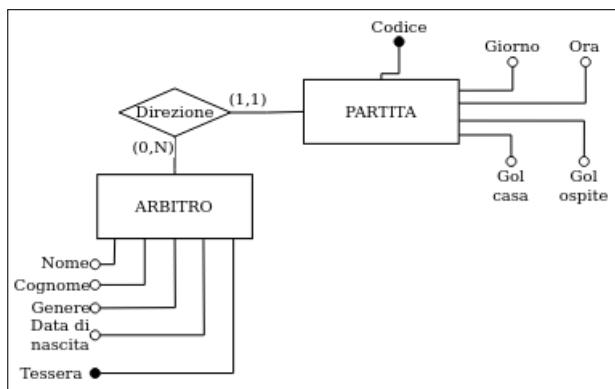 Codice
Giorno
Ora
Direzione
(1,1)
PARTITA
(0,N)
Gol
casa
Gol
ospite
ARBITRO
Nome
Cognome
Genere
Data di
nascita
Tessera